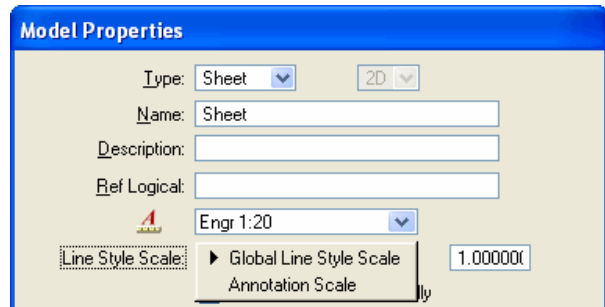 Model Properties
Type: Sheet 2D
Name: Sheet
Description:
Ref Logical:
A Engr 1:20
Line Style Scale: Global Line Style Scale 1.00000
Annotation Scale lly